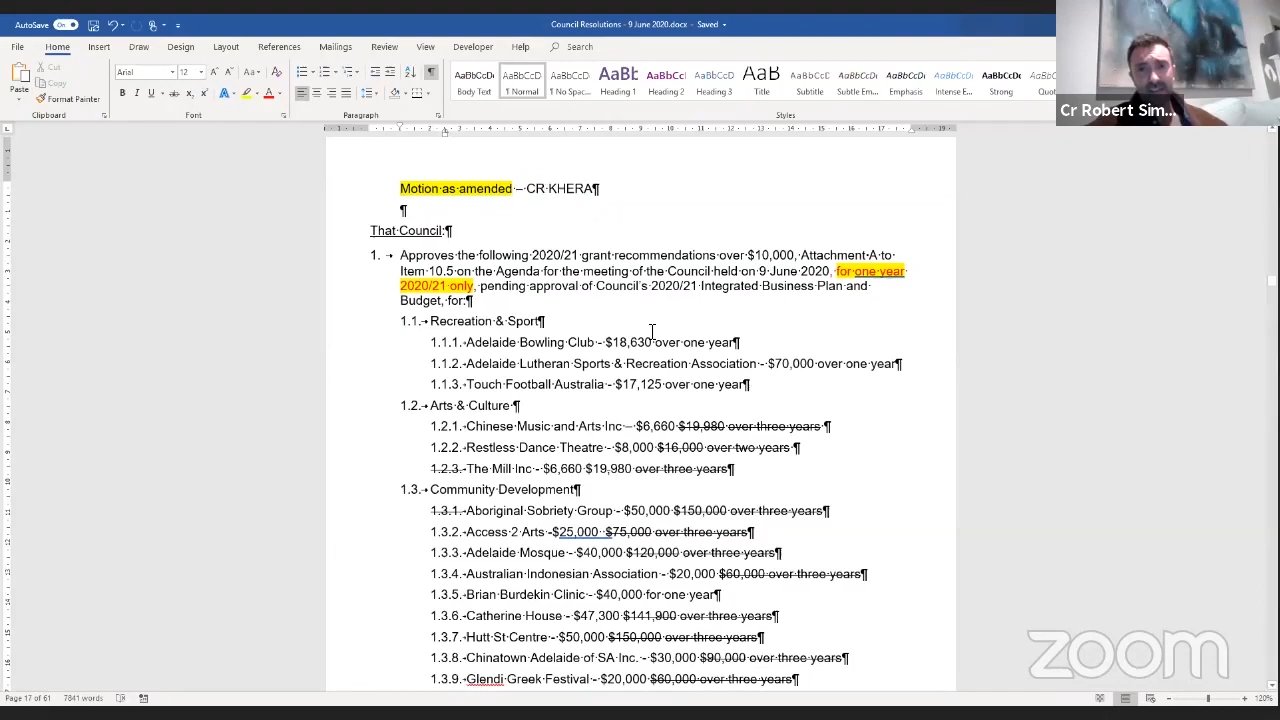 AutoSave On Council Resolutions - 9 June 2020.docx - Saved
File Home Insert Draw Design Layout References Mailings Review View Developer Help Search
Paste Cut Copy Format Painter
Arial 12
AaBbCcDc AaBbCcD AaBbCcD AaBb AaBbCc AaBbCcD AaB AaBbCcD AaBbCcDc AaBbCcDc AaBbCcDc AaBbCcDc
Body Text ¶ Normal ¶ No Spac... Heading 1 Heading 2 Heading 3 Title Subtitle Subtle Em... Emphasis Intense E... Strong
Clipboard Font Paragraph Styles
Cr Robert Sim...
Motion as amended – CR KHERA¶
¶
That Council:¶
1. Approves the following 2020/21 grant recommendations over $10,000, Attachment A to
Item 10.5 on the Agenda for the meeting of the Council held on 9 June 2020, for one year
2020/21 only, pending approval of Council's 2020/21 Integrated Business Plan and
Budget, for:¶
1.1. Recreation & Sport¶
1.1.1. Adelaide Bowling Club - $18,630 over one year¶
1.1.2. Adelaide Lutheran Sports & Recreation Association - $70,000 over one year¶
1.1.3. Touch Football Australia - $17,125 over one year¶
1.2. Arts & Culture ¶
1.2.1. Chinese Music and Arts Inc – $6,660 $19,980 over three years ¶
1.2.2. Restless Dance Theatre - $8,000 $16,000 over two years ¶
1.2.3. The Mill Inc - $6,660 $19,980 over three years¶
1.3. Community Development¶
1.3.1. Aboriginal Sobriety Group - $50,000 $150,000 over three years¶
1.3.2. Access 2 Arts -$25,000 $75,000 over three years¶
1.3.3. Adelaide Mosque - $40,000 $120,000 over three years¶
1.3.4. Australian Indonesian Association - $20,000 $60,000 over three years¶
1.3.5. Brian Burdekin Clinic - $40,000 for one year¶
1.3.6. Catherine House - $47,300 $141,900 over three years¶
1.3.7. Hutt St Centre - $50,000 $150,000 over three years¶
1.3.8. Chinatown Adelaide of SA Inc. - $30,000 $90,000 over three years¶
1.3.9. Glendi Greek Festival - $20,000 $60,000 over three years¶
zoom
Page 17 of 61 7841 words 120%